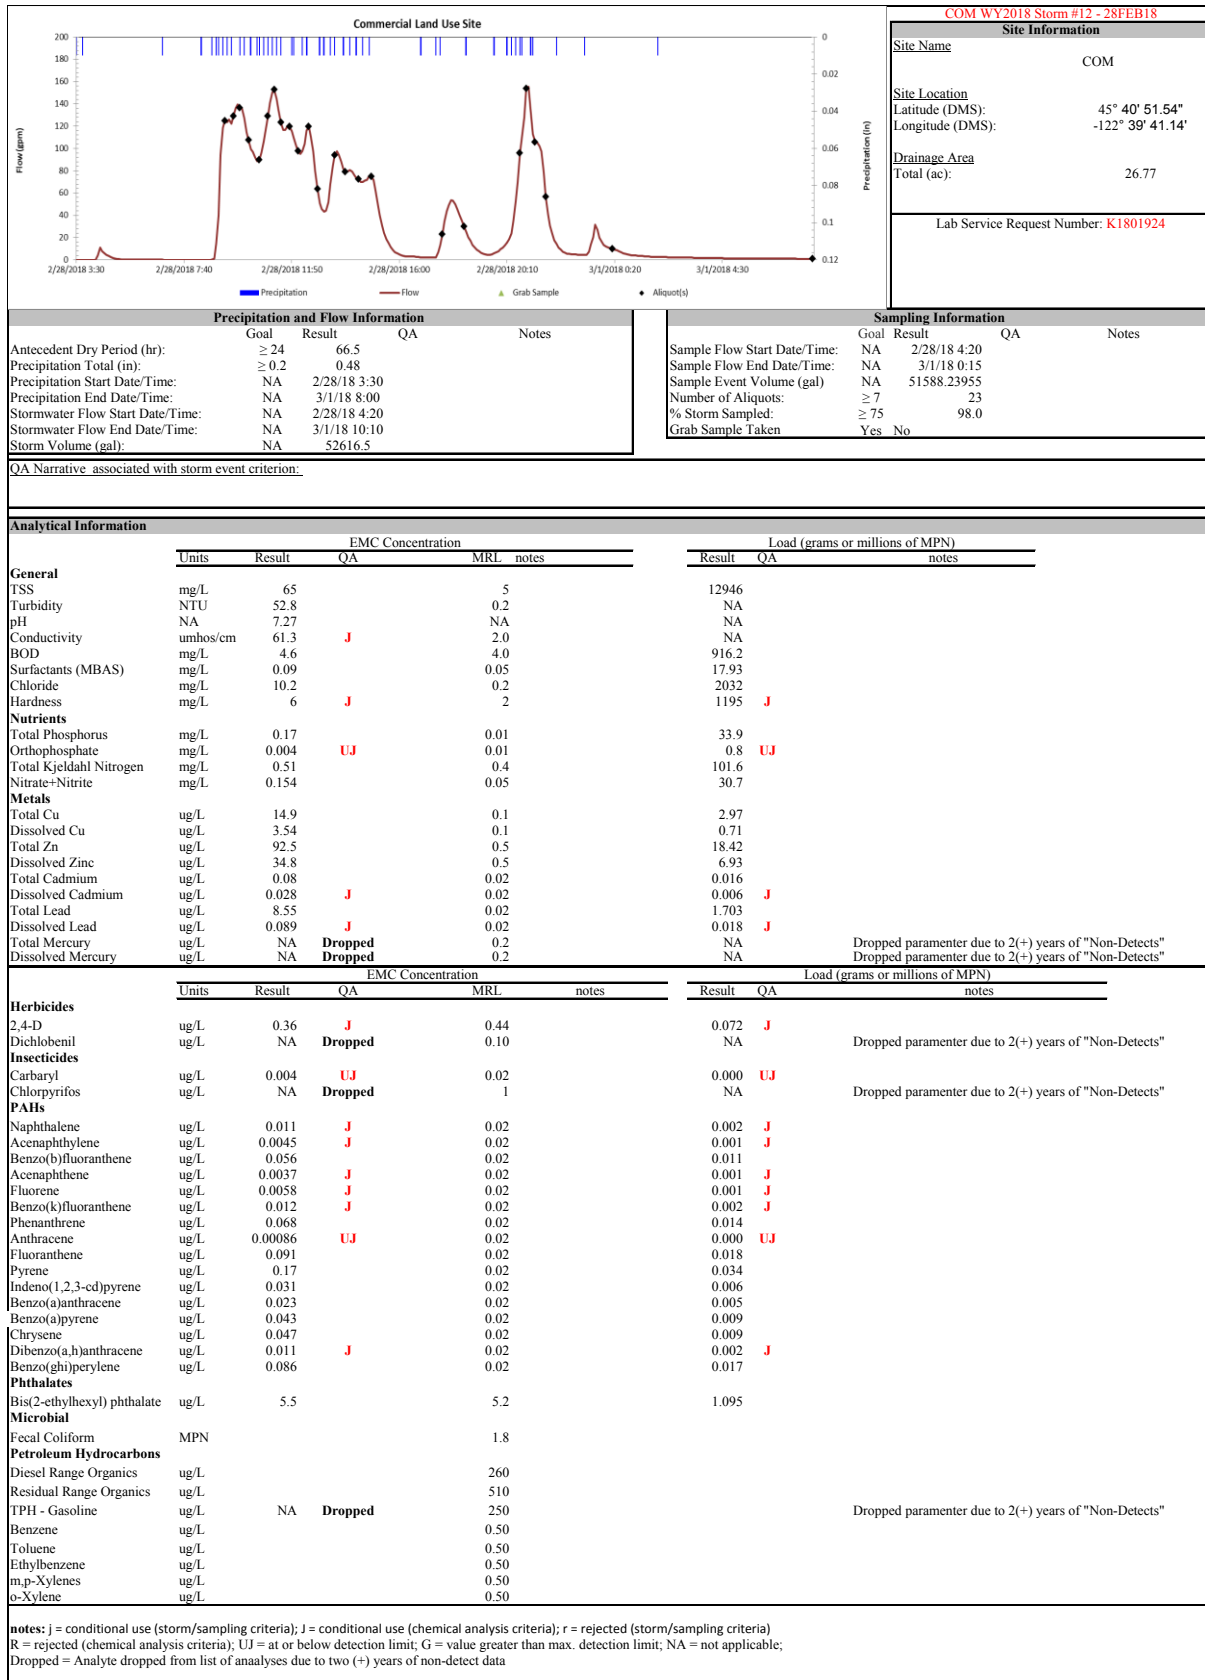 COM WY2018 Storm #12 - 28FEB18
Commercial Land Use Site
200
180
160
140
120
100
80
60
40
20
0
Flow (gpm)
0
0.02
0.04
0.06
0.08
0.1
0.12
Precipitation (in)
2/28/2018 3:30 2/28/2018 7:40 2/28/2018 11:50 2/28/2018 16:00 2/28/2018 20:10 3/1/2018 0:20 3/1/2018 4:30
Precipitation Flow Grab Sample Aliquot(s)
Site Information
Site Name
COM
Site Location
Latitude (DMS): 45° 40' 51.54"
Longitude (DMS): -122° 39' 41.14'
Drainage Area
Total (ac): 26.77
Lab Service Request Number: K1801924
Precipitation and Flow Information
Goal Result QA Notes
Antecedent Dry Period (hr): ≥ 24 66.5
Precipitation Total (in): ≥ 0.2 0.48
Precipitation Start Date/Time: NA 2/28/18 3:30
Precipitation End Date/Time: NA 3/1/18 8:00
Stormwater Flow Start Date/Time: NA 2/28/18 4:20
Stormwater Flow End Date/Time: NA 3/1/18 10:10
Storm Volume (gal): NA 52616.5
Sampling Information
Goal Result QA Notes
Sample Flow Start Date/Time: NA 2/28/18 4:20
Sample Flow End Date/Time: NA 3/1/18 0:15
Sample Event Volume (gal) NA 51588.23955
Number of Aliquots: ≥ 7 23
% Storm Sampled: ≥ 75 98.0
Grab Sample Taken Yes No
QA Narrative associated with storm event criterion:
Analytical Information
EMC Concentration Load (grams or millions of MPN)
Units Result QA MRL notes Result QA notes
General
TSS mg/L 65 5 12946
Turbidity NTU 52.8 0.2 NA
pH NA 7.27 NA NA
Conductivity umhos/cm 61.3 J 2.0 NA
BOD mg/L 4.6 4.0 916.2
Surfactants (MBAS) mg/L 0.09 0.05 17.93
Chloride mg/L 10.2 0.2 2032
Hardness mg/L 6 J 2 1195 J
Nutrients
Total Phosphorus mg/L 0.17 0.01 33.9
Orthophosphate mg/L 0.004 UJ 0.01 0.8 UJ
Total Kjeldahl Nitrogen mg/L 0.51 0.4 101.6
Nitrate+Nitrite mg/L 0.154 0.05 30.7
Metals
Total Cu ug/L 14.9 0.1 2.97
Dissolved Cu ug/L 3.54 0.1 0.71
Total Zn ug/L 92.5 0.5 18.42
Dissolved Zinc ug/L 34.8 0.5 6.93
Total Cadmium ug/L 0.08 0.02 0.016
Dissolved Cadmium ug/L 0.028 J 0.02 0.006 J
Total Lead ug/L 8.55 0.02 1.703
Dissolved Lead ug/L 0.089 J 0.02 0.018 J
Total Mercury ug/L NA Dropped 0.2 NA Dropped paramenter due to 2(+) years of "Non-Detects"
Dissolved Mercury ug/L NA Dropped 0.2 NA Dropped paramenter due to 2(+) years of "Non-Detects"
EMC Concentration Load (grams or millions of MPN)
Units Result QA MRL notes Result QA notes
Herbicides
2,4-D ug/L 0.36 J 0.44 0.072 J
Dichlobenil ug/L NA Dropped 0.10 NA Dropped paramenter due to 2(+) years of "Non-Detects"
Insecticides
Carbaryl ug/L 0.004 UJ 0.02 0.000 UJ
Chlorpyrifos ug/L NA Dropped 1 NA Dropped paramenter due to 2(+) years of "Non-Detects"
PAHs
Naphthalene ug/L 0.011 J 0.02 0.002 J
Acenaphthylene ug/L 0.0045 J 0.02 0.001 J
Benzo(b)fluoranthene ug/L 0.056 0.02 0.011
Acenaphthene ug/L 0.0037 J 0.02 0.001 J
Fluorene ug/L 0.0058 J 0.02 0.001 J
Benzo(k)fluoranthene ug/L 0.012 J 0.02 0.002 J
Phenanthrene ug/L 0.068 0.02 0.014
Anthracene ug/L 0.00086 UJ 0.02 0.000 UJ
Fluoranthene ug/L 0.091 0.02 0.018
Pyrene ug/L 0.17 0.02 0.034
Indeno(1,2,3-cd)pyrene ug/L 0.031 0.02 0.006
Benzo(a)anthracene ug/L 0.023 0.02 0.005
Benzo(a)pyrene ug/L 0.043 0.02 0.009
Chrysene ug/L 0.047 0.02 0.009
Dibenzo(a,h)anthracene ug/L 0.011 J 0.02 0.002 J
Benzo(ghi)perylene ug/L 0.086 0.02 0.017
Phthalates
Bis(2-ethylhexyl) phthalate ug/L 5.5 5.2 1.095
Microbial
Fecal Coliform MPN 1.8
Petroleum Hydrocarbons
Diesel Range Organics ug/L 260
Residual Range Organics ug/L 510
TPH - Gasoline ug/L NA Dropped 250 Dropped paramenter due to 2(+) years of "Non-Detects"
Benzene ug/L 0.50
Toluene ug/L 0.50
Ethylbenzene ug/L 0.50
m,p-Xylenes ug/L 0.50
o-Xylene ug/L 0.50
notes: j = conditional use (storm/sampling criteria); J = conditional use (chemical analysis criteria); r = rejected (storm/sampling criteria)
R = rejected (chemical analysis criteria); UJ = at or below detection limit; G = value greater than max. detection limit; NA = not applicable;
Dropped = Analyte dropped from list of anaalyses due to two (+) years of non-detect data